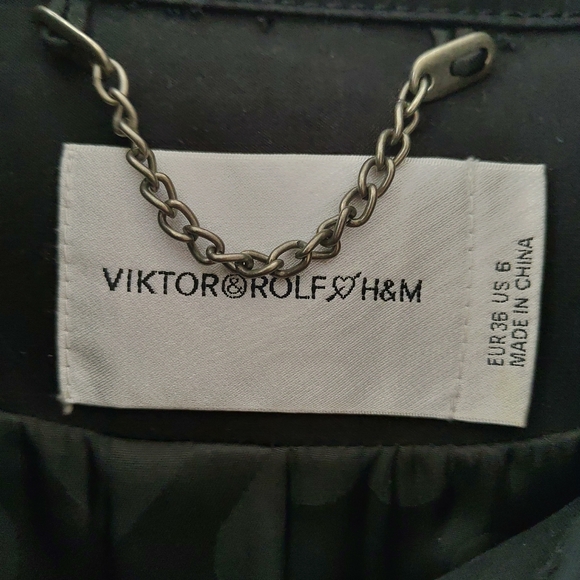 VIKTOR&ROLF♥H&M
EUR 36 US 6
MADE IN CHINA